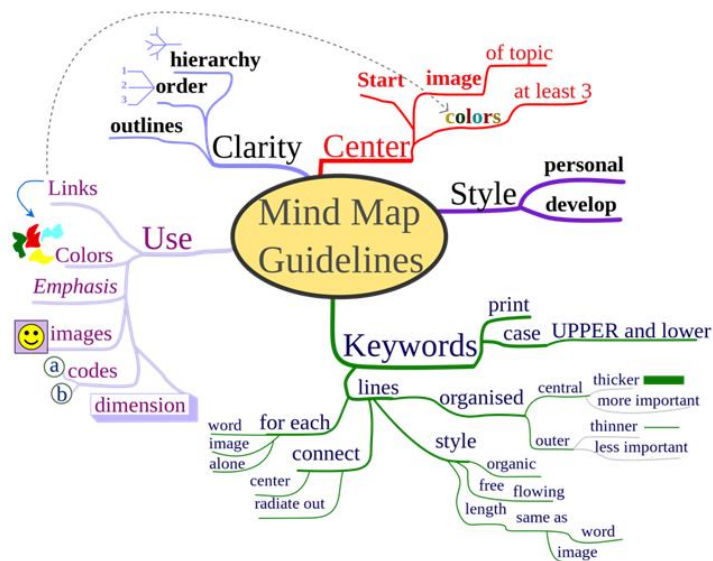 Mind Map
Guidelines
Clarity
hierarchy
1
2
3
order
outlines
Center
Start
image
of topic
colors
at least 3
Style
personal
develop
Use
Links
Colors
Emphasis
images
a
b
codes
dimension
Keywords
print
case
UPPER and lower
lines
organised
central
thicker
more important
outer
thinner
less important
style
organic
free
flowing
length
same as
word
image
connect
center
radiate out
for each
word
image
alone